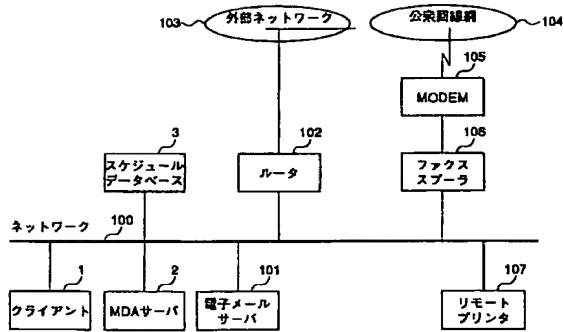 103
外部ネットワーク
公衆回線網
104
105
MODEM
3
102
106
スケジュール
データベース
ルータ
ファクス
スプーラ
ネットワーク
100
1
2
101
107
クライアント
MDAサーバ
電子メール
サーバ
リモート
プリンタ